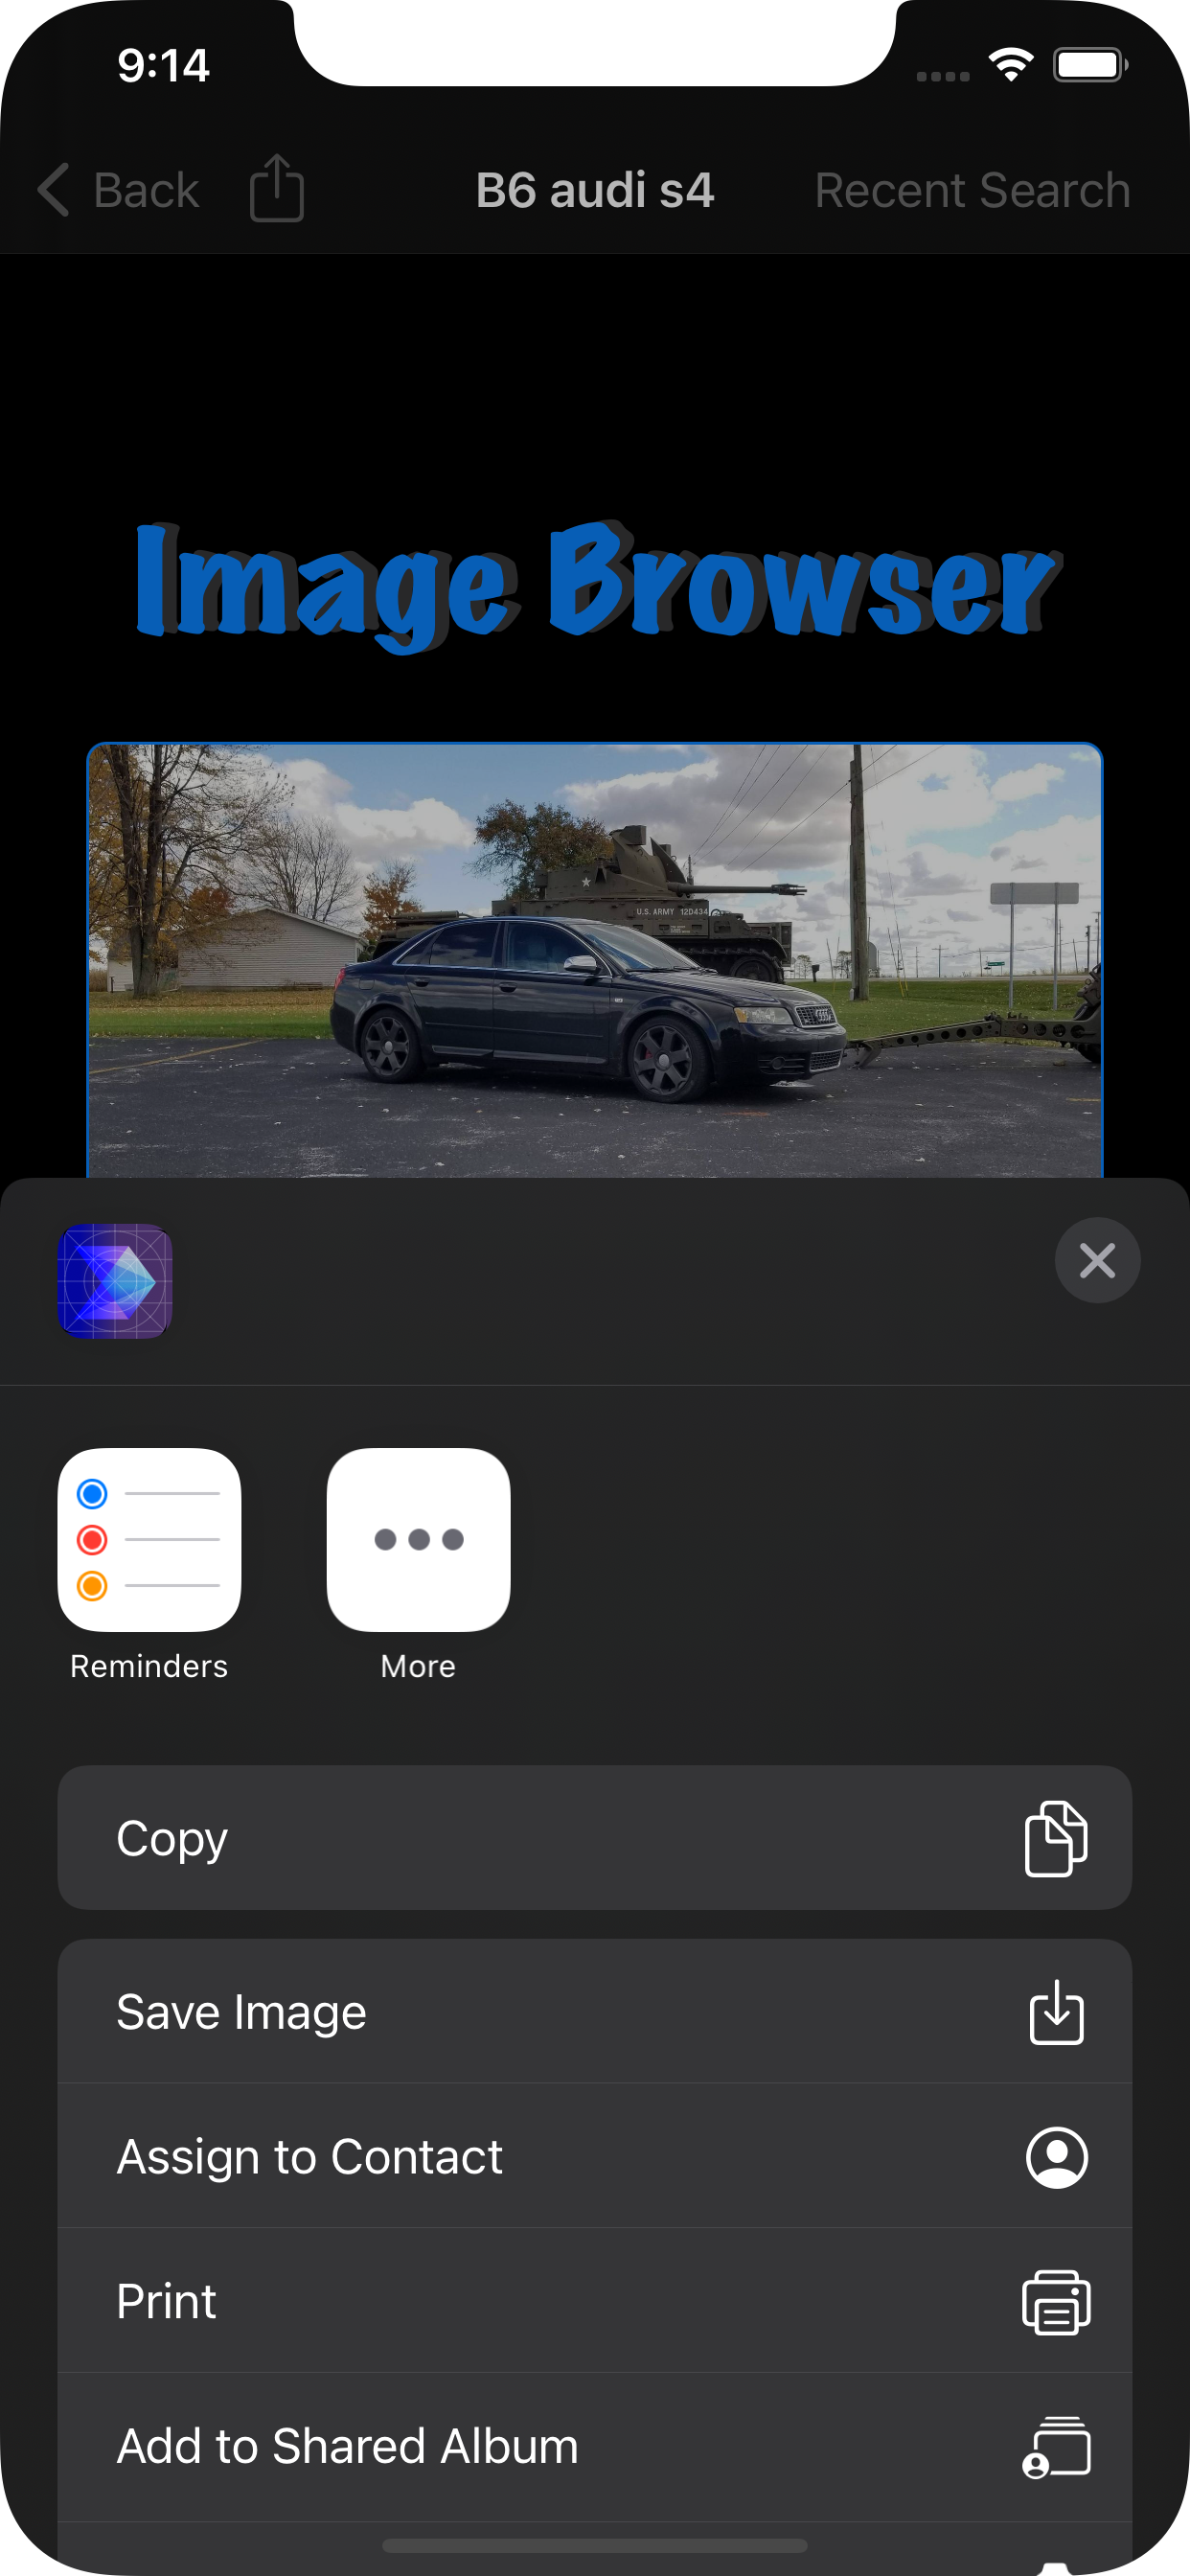 9:14
Back B6 audi s4 Recent Search
Image Browser
U.S. ARMY 12D434
Reminders More
Copy
Save Image
Assign to Contact
Print
Add to Shared Album